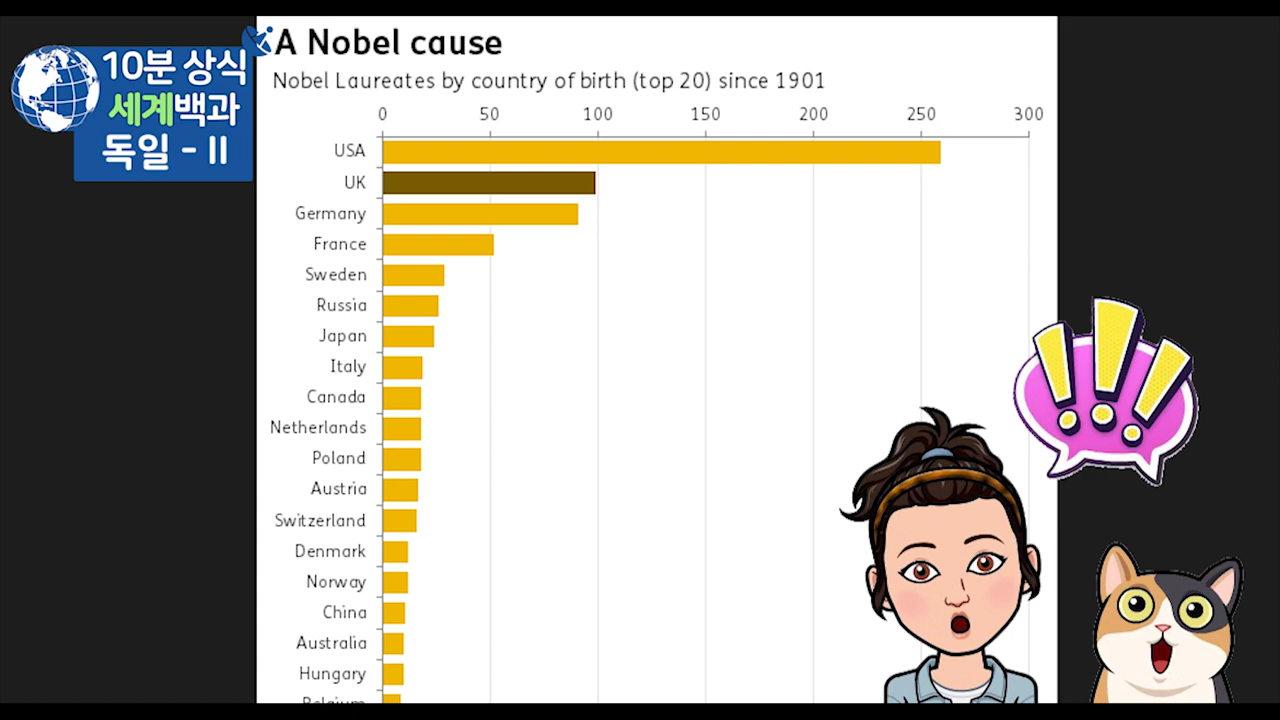 10분 상식
세계백과
독일 - II
A Nobel cause
Nobel Laureates by country of birth (top 20) since 1901
0 50 100 150 200 250 300
USA
UK
Germany
France
Sweden
Russia
Japan
Italy
Canada
Netherlands
Poland
Austria
Switzerland
Denmark
Norway
China
Australia
Hungary
Belgium